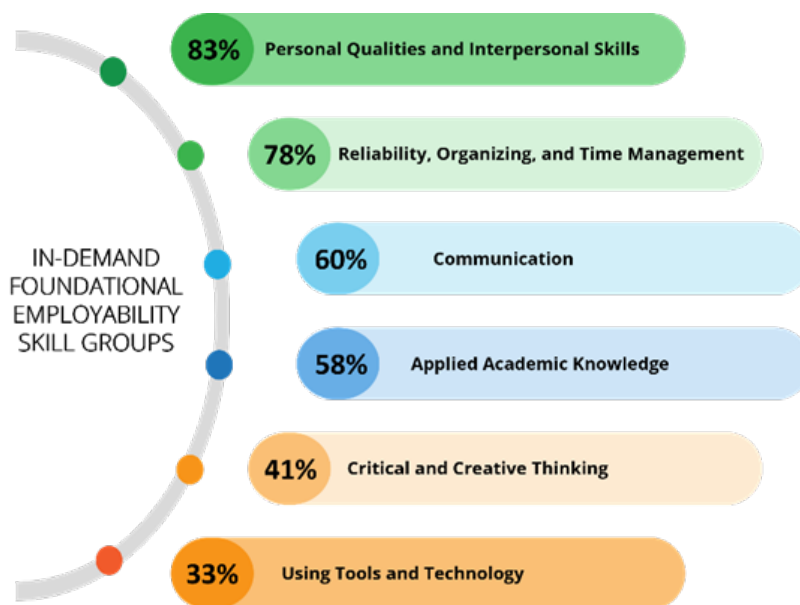 83% Personal Qualities and Interpersonal Skills
78% Reliability, Organizing, and Time Management
60% Communication
IN-DEMAND
FOUNDATIONAL
EMPLOYABILITY
SKILL GROUPS
58% Applied Academic Knowledge
41% Critical and Creative Thinking
33% Using Tools and Technology